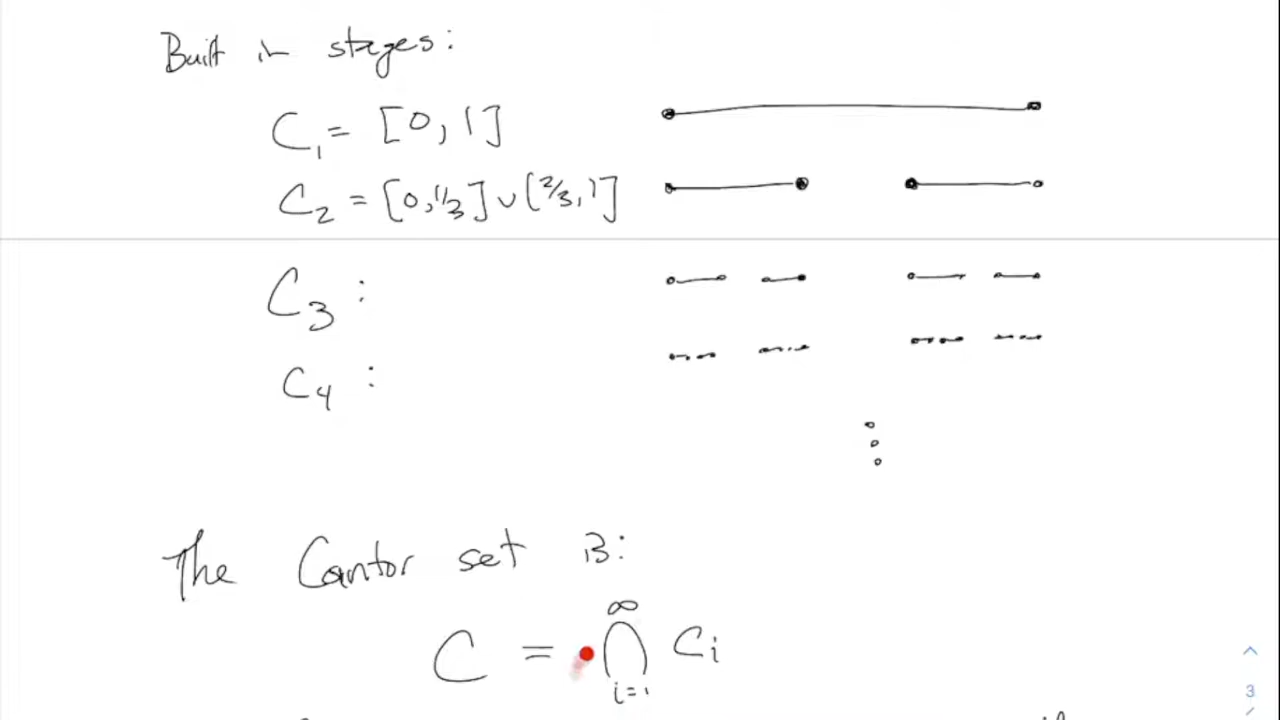 Built in stages:
C₁ = [0, 1]
C₂ = [0, 1/3] ∪ [2/3, 1]
C₃ :
C₄ :
The Cantor set is:
C = ⋂_{i=1}^{∞} Cᵢ
3